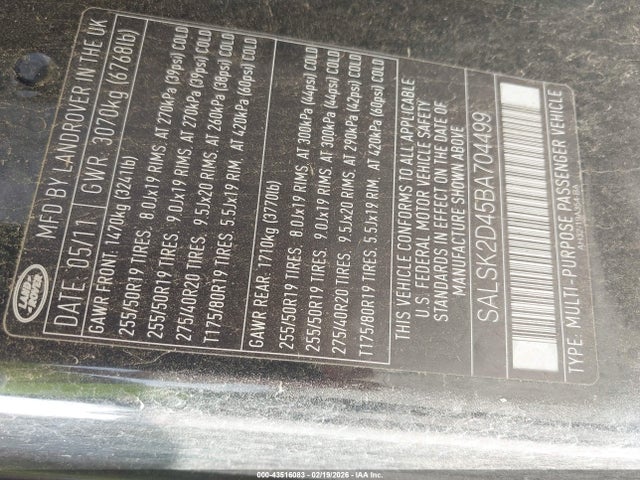 LAND-
ROVER
MFD BY LANDROVER IN THE UK
DATE: 05/11 GWR. 3070kg (6768lb)
GAWR FRONT: 1470kg (3241lb)
255/50R19 TIRES, 8.0Jx19 RIMS, AT 270kPA (39psi) COLD
255/50R19 TIRES, 9.0Jx19 RIMS, AT 270kPA (39psi) COLD
275/40R20 TIRES, 9.5Jx20 RIMS, AT 260kPA (38psi) COLD
T175/80R19 TIRES 5.5Jx19 RIM, AT 420kPA (60psi) COLD
GAWR REAR: 1710kg (3770lb)
255/50R19 TIRES, 8.0Jx19 RIMS, AT 300kPA (44psi) COLD
255/50R19 TIRES, 9.0Jx19 RIMS, AT 300kPA (44psi) COLD
275/40R20 TIRES, 9.5Jx20 RIMS, AT 290kPA (42psi) COLD
T175/80R19 TIRES 5.5Jx19 RIM, AT 420kPA (60psi) COLD
THIS VEHICLE CONFORMS TO ALL APPLICABLE
U.S. FEDERAL MOTOR VEHICLE SAFETY
STANDARDS IN EFFECT ON THE DATE OF
MANUFACTURE SHOWN ABOVE
SALSK2D45BA704499
TYPE: MULTI-PURPOSE PASSENGER VEHICLE
000-43516083 - 02/19/2026 - IAA Inc.